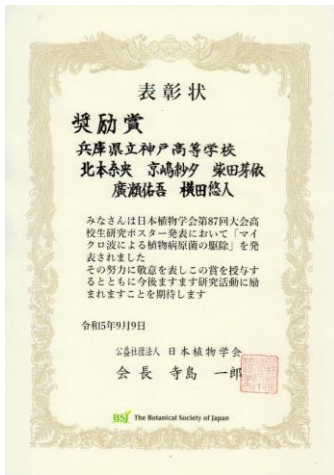 表彰状
奨励賞
兵庫県立神戸高等学校
北本泰央 京嶋紗夕 柴田芽依
廣瀬佑吾 横田悠人
みなさんは日本植物学会第87回大会高
校生研究ポスター発表において「マイ
クロ波による植物病原菌の駆除」を発
表されました
その努力に敬意を表しこの賞を授与す
るとともに今後ますます研究活動に励
まれますことを期待します
令和5年9月9日
公益社団法人 日本植物学会
会長 寺島 一郎
BSJ The Botanical Society of Japan